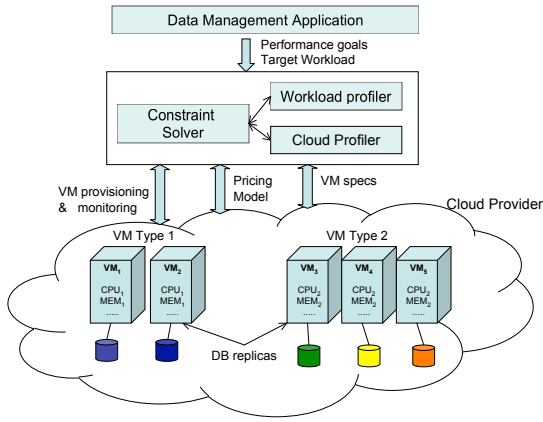 Data Management Application
Performance goals
Target Workload
Workload profiler
Constraint
Solver
Cloud Profiler
VM provisioning
& monitoring
Pricing
Model
VM specs
Cloud Provider
VM Type 1
VM Type 2
VM₁
VM₂
VM₃
VM₄
VM₅
CPU₁
CPU₁
CPU₂
CPU₂
CPU₂
MEM₁
MEM₁
MEM₂
MEM₂
MEM₂
.....
.....
.....
.....
.....
DB replicas